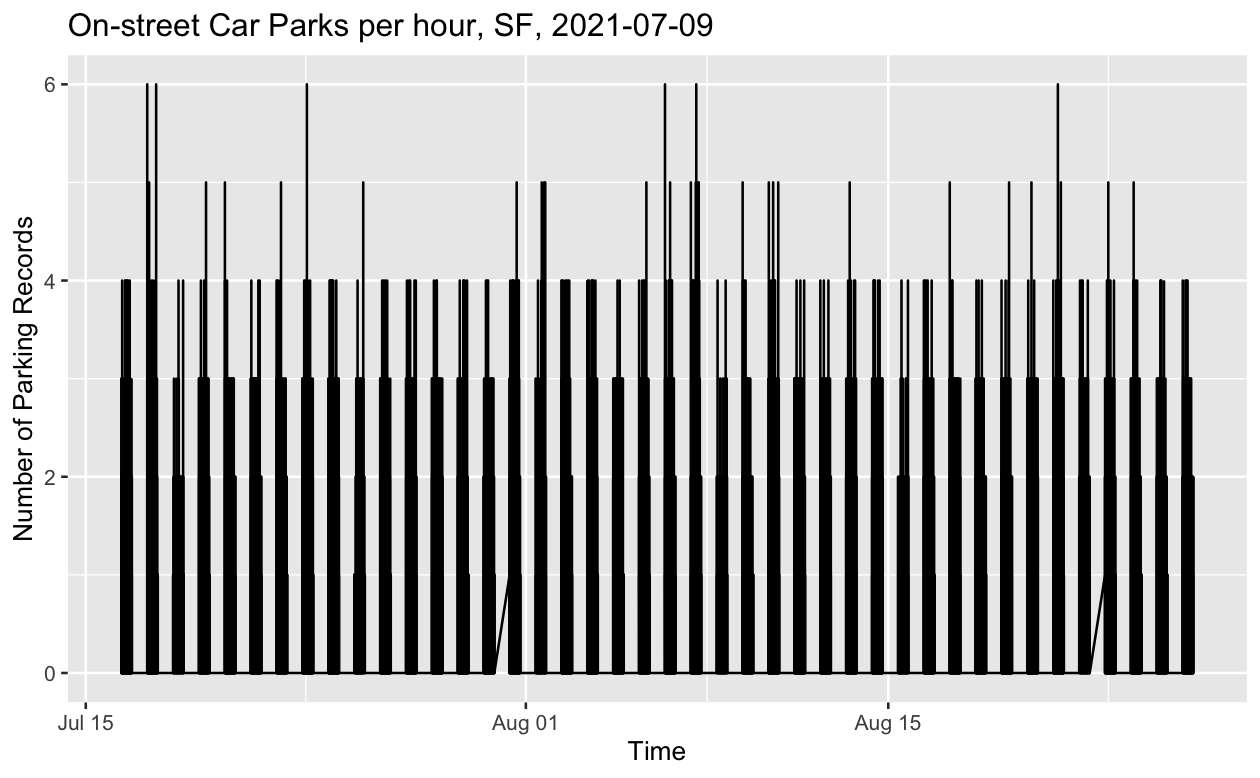 On-street Car Parks per hour, SF, 2021-07-09
Number of Parking Records
6
4
2
0
Jul 15
Aug 01
Aug 15
Time